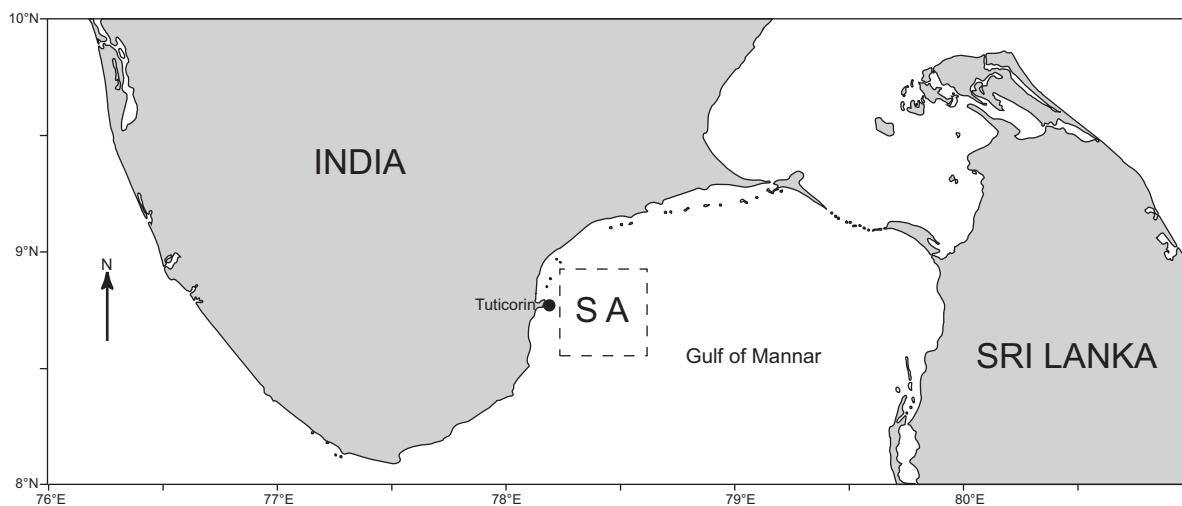 10°N
INDIA
9°N
N
Tuticorin
S A
Gulf of Mannar
SRI LANKA
8°N
76°E
77°E
78°E
79°E
80°E